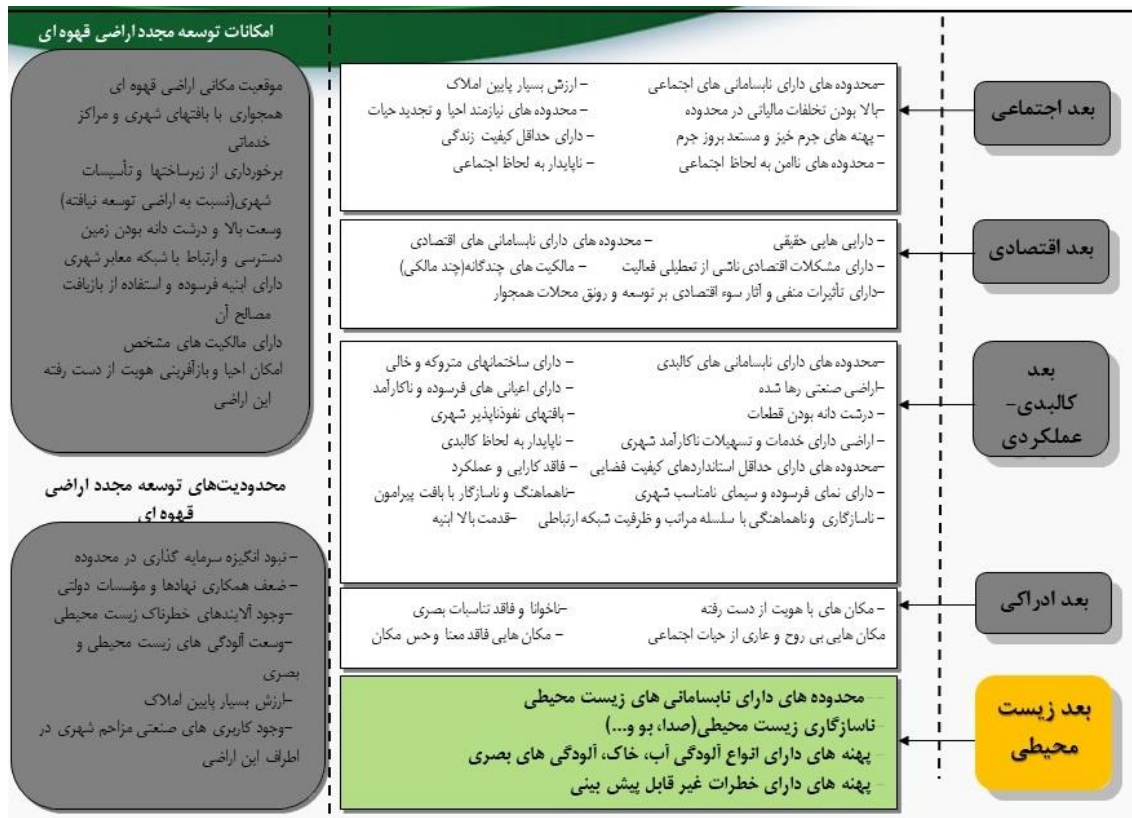 بعد اجتماعی
-محدوده های دارای نابسامانی های اجتماعی – ارزش بسیار پایین املاک
-بالا بودن تخلفات مالیاتی در محدوده – محدوده های نیازمند احیا و تجدید حیات
– پهنه های جرم خیز و مستعد بروز جرم – دارای حداقل کیفیت زندگی
– محدوده های ناامن به لحاظ اجتماعی – ناپایدار به لحاظ اجتماعی
بعد اقتصادی
– دارایی هایی حقیقی – محدوده های دارای نابسامانی های اقتصادی
– دارای مشکلات اقتصادی ناشی از تعطیلی فعالیت – مالکیت های چندگانه(چند مالکی)
–دارای تأثیرات منفی و آثار سوء اقتصادی بر توسعه و رونق محلات همجوار
بعد
کالبدی-
عملکردی
-محدوده های دارای نابسامانی های کالبدی – دارای ساختمانهای متروکه و خالی
-اراضی صنعتی رها شده – دارای اعیانی های فرسوده و ناکارآمد
– درشت دانه بودن قطعات – بافتهای نفوذناپذیر شهری
– اراضی دارای خدمات و تسهیلات ناکارآمد شهری – ناپایدار به لحاظ کالبدی
-محدوده های دارای حداقل استانداردهای کیفیت فضایی – فاقد کارایی و عملکرد
– دارای نمای فرسوده و سیمای نامناسب شهری –ناهماهنگ و ناسازگار با بافت پیرامون
– ناسازگاری و ناهماهنگی با سلسله مراتب و ظرفیت شبکه ارتباطی –قدمت بالا ابنیه
بعد ادراکی
– مکان های با هویت از دست رفته –ناخوانا و فاقد تناسبات بصری
مکان هایی بی روح و عاری از حیات اجتماعی – مکان هایی فاقد معنا و حس مکان
بعد زیست
محیطی
– محدوده های دارای نابسامانی های زیست محیطی
ناسازگاری زیست محیطی(صدا، بو و...)
پهنه های دارای انواع آلودگی آب، خاک، آلودگی های بصری
پهنه های دارای خطرات غیر قابل پیش بینی
امکانات توسعه مجدد اراضی قهوه ای
موقعیت مکانی اراضی قهوه ای
همجواری با بافتهای شهری و مراکز
خدماتی
برخورداری از زیرساختها و تأسیسات
شهری(نسبت به اراضی توسعه نیافته)
وسعت بالا و درشت دانه بودن زمین
دسترسی و ارتباط با شبکه معابر شهری
دارای ابنیه فرسوده و استفاده از بازیافت
مصالح آن
دارای مالکیت های مشخص
امکان احیا و بازآفرینی هویت از دست رفته
این اراضی
محدودیت‌های توسعه مجدد اراضی
قهوه ای
– نبود انگیزه سرمایه گذاری در محدوده
– ضعف همکاری نهادها و مؤسسات دولتی
–وجود آلایندهای خطرناک زیست محیطی
–وسعت آلودگی های زیست محیطی و
بصری
–ارزش بسیار پایین املاک
–وجود کاربری های صنعتی مزاحم شهری در
اطراف این اراضی